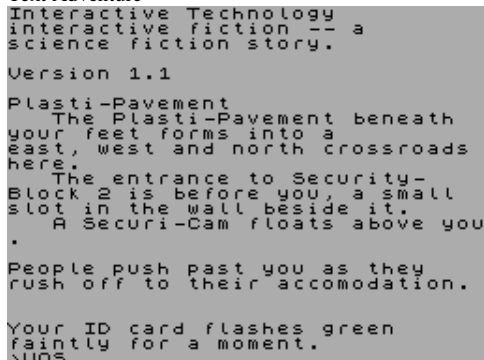 Interactive Technology
interactive fiction -- a
science fiction story.
Version 1.1
Plasti-Pavement
The Plasti-Pavement beneath
your feet forms into a
east, west and north crossroads
here.
The entrance to Security-
Block 2 is before you, a small
slot in the wall beside it.
A Securi-Cam floats above you
.
People push past you as they
rush off to their accomodation.
Your ID card flashes green
faintly for a moment.